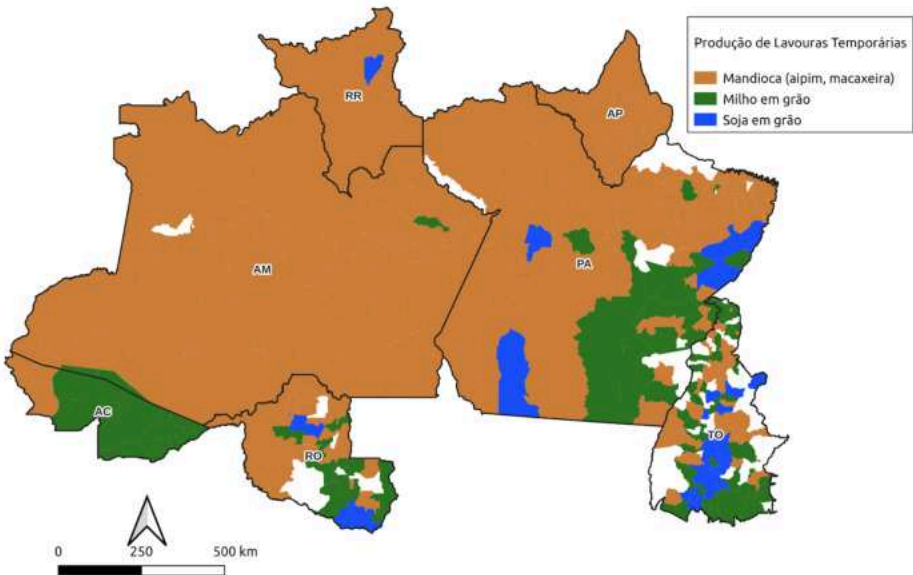 Produção de Lavouras Temporárias
Mandioca (aipim, macaxeira)
Milho em grão
Soja em grão
RR
AP
AM
PA
AC
RO
TO
0 250 500 km